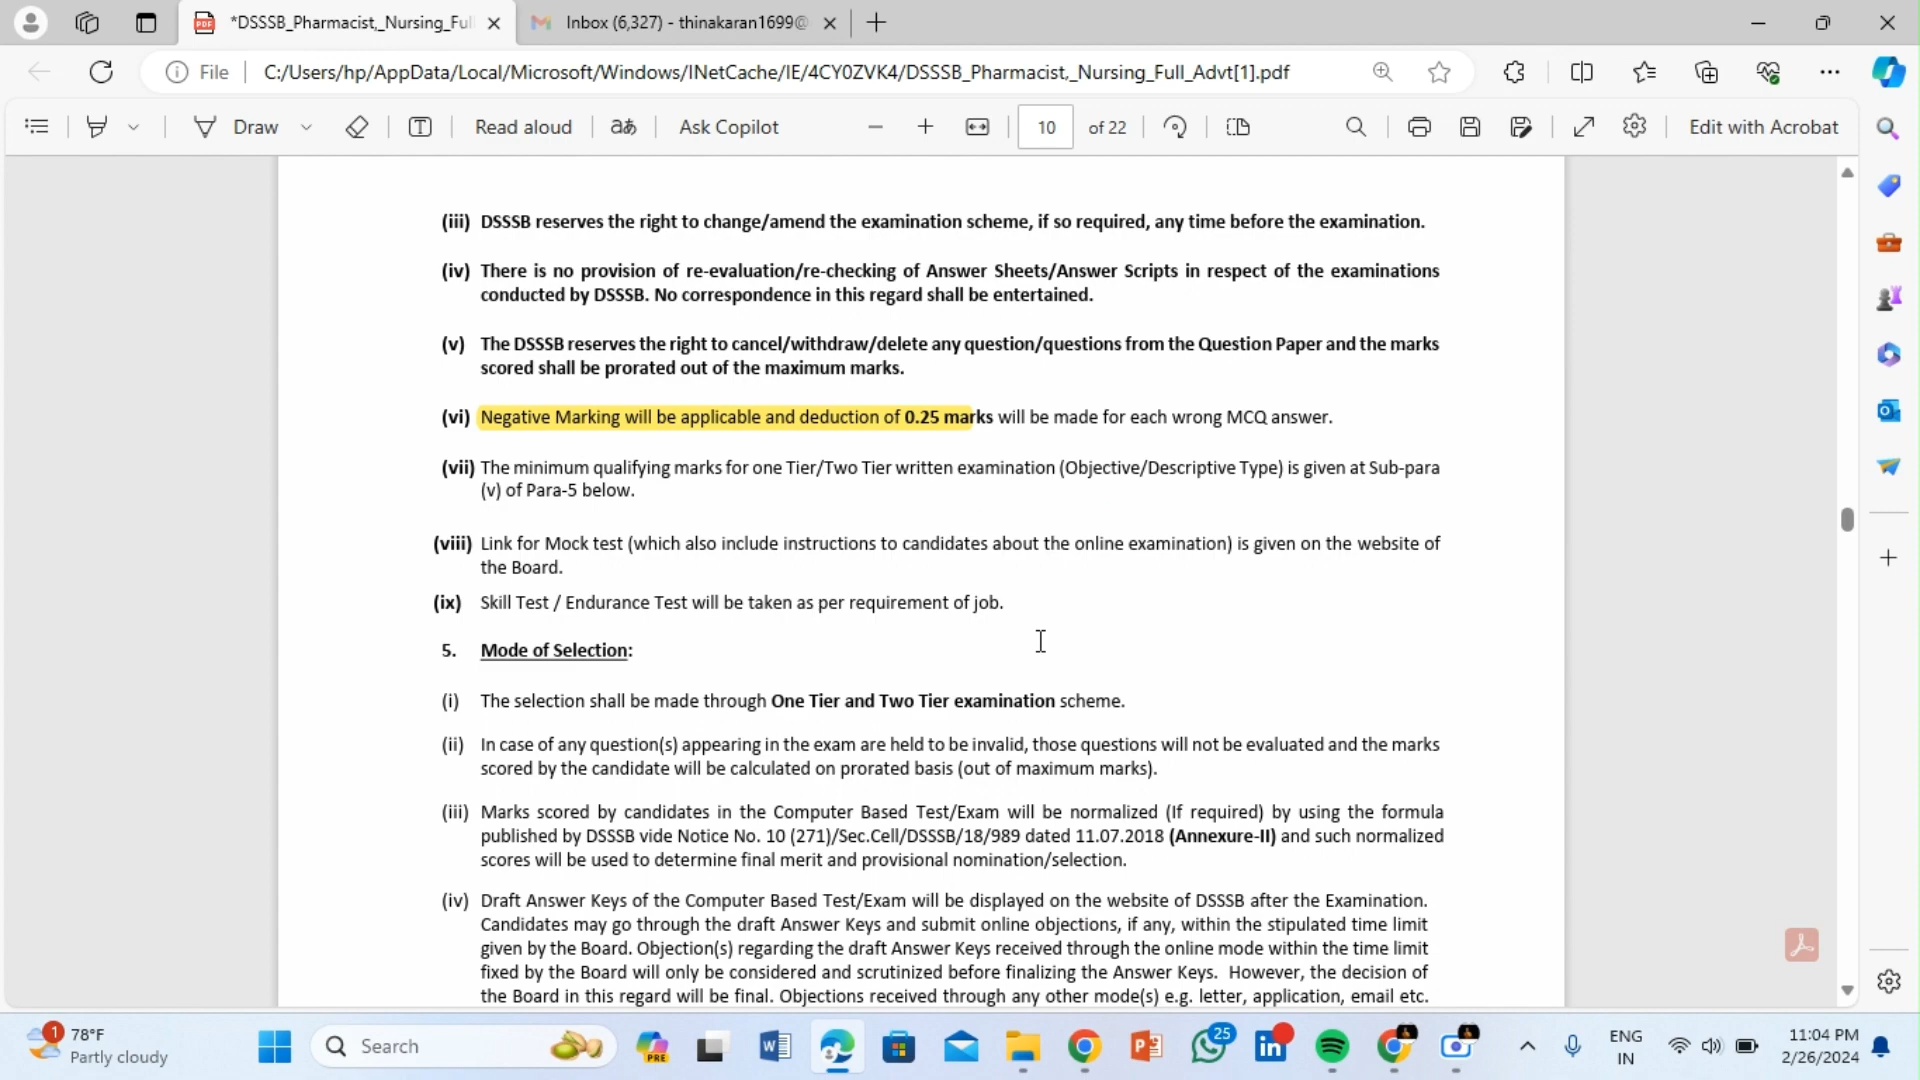 *DSSSB_Pharmacist,_Nursing_Ful
Inbox (6,327) - thinakaran1699@
File
C:/Users/hp/AppData/Local/Microsoft/Windows/INetCache/IE/4CY0ZVK4/DSSSB_Pharmacist,_Nursing_Full_Advt[1].pdf
Draw
Read aloud
Ask Copilot
10 of 22
Edit with Acrobat
(iii) DSSSB reserves the right to change/amend the examination scheme, if so required, any time before the examination.
(iv) There is no provision of re-evaluation/re-checking of Answer Sheets/Answer Scripts in respect of the examinations
conducted by DSSSB. No correspondence in this regard shall be entertained.
(v) The DSSSB reserves the right to cancel/withdraw/delete any question/questions from the Question Paper and the marks
scored shall be prorated out of the maximum marks.
(vi) Negative Marking will be applicable and deduction of 0.25 marks will be made for each wrong MCQ answer.
(vii) The minimum qualifying marks for one Tier/Two Tier written examination (Objective/Descriptive Type) is given at Sub-para
(v) of Para-5 below.
(viii) Link for Mock test (which also include instructions to candidates about the online examination) is given on the website of
the Board.
(ix) Skill Test / Endurance Test will be taken as per requirement of job.
5. Mode of Selection:
(i) The selection shall be made through One Tier and Two Tier examination scheme.
(ii) In case of any question(s) appearing in the exam are held to be invalid, those questions will not be evaluated and the marks
scored by the candidate will be calculated on prorated basis (out of maximum marks).
(iii) Marks scored by candidates in the Computer Based Test/Exam will be normalized (If required) by using the formula
published by DSSSB vide Notice No. 10 (271)/Sec.Cell/DSSSB/18/989 dated 11.07.2018 (Annexure-II) and such normalized
scores will be used to determine final merit and provisional nomination/selection.
(iv) Draft Answer Keys of the Computer Based Test/Exam will be displayed on the website of DSSSB after the Examination.
Candidates may go through the draft Answer Keys and submit online objections, if any, within the stipulated time limit
given by the Board. Objection(s) regarding the draft Answer Keys received through the online mode within the time limit
fixed by the Board will only be considered and scrutinized before finalizing the Answer Keys. However, the decision of
the Board in this regard will be final. Objections received through any other mode(s) e.g. letter, application, email etc.
1
78°F
Partly cloudy
Search
PRE
25
ENG
IN
11:04 PM
2/26/2024